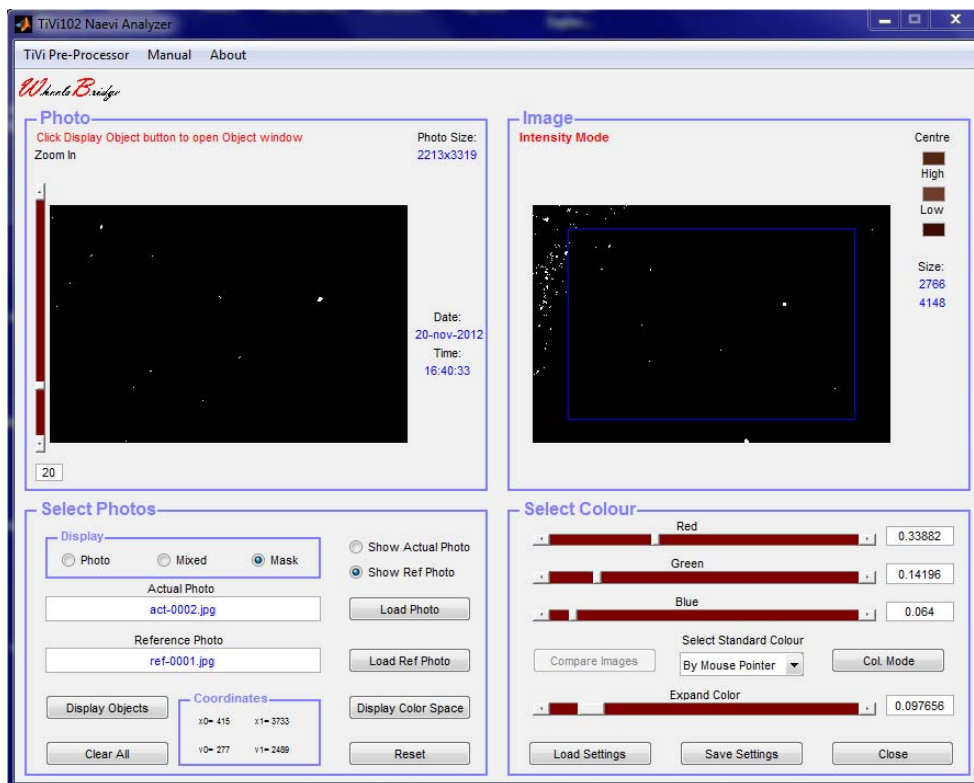 TiVi102 Naevi Analyzer
TiVi Pre-Processor Manual About
Wheels Bridge
Photo
Click Display Object button to open Object window
Zoom In
Photo Size:
2213x3319
Date:
20-nov-2012
Time:
16:40:33
20
Image
Intensity Mode
Centre
High
Low
Size:
2766
4148
Select Photos
Display
Photo Mixed Mask
Show Actual Photo
Show Ref Photo
Actual Photo
act-0002.jpg
Load Photo
Reference Photo
ref-0001.jpg
Load Ref Photo
Display Objects
Coordinates
x0= 415 x1= 3733
y0= 277 y1= 2489
Display Color Space
Clear All
Reset
Select Colour
Red
0.33882
Green
0.14196
Blue
0.064
Select Standard Colour
Compare Images
By Mouse Pointer
Col. Mode
Expand Color
0.097656
Load Settings Save Settings Close